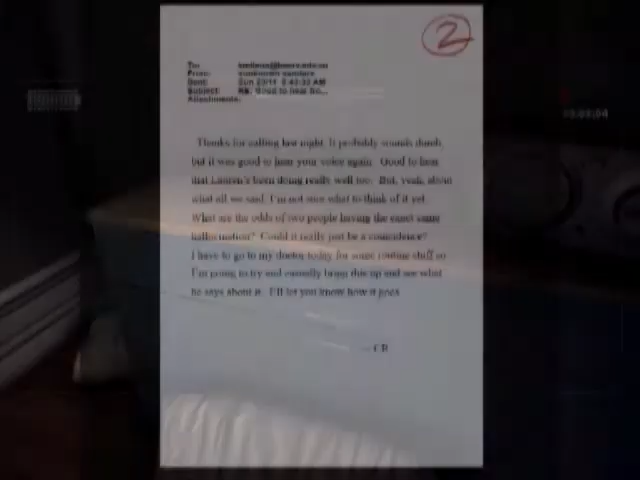 2
To:
From:
Sent: Sun
Subject: RE: Good to hear
Attachments:
Thanks for calling last night. It probably sounds dumb,
but it was good to hear your voice again. Good to hear
that Lauren's been doing really well too. But, yeah, about
what all we said, I'm not sure what to think of it yet.
What are the odds of two people having the exact same
hallucination? Could it really just be a coincidence?
I have to go to my doctor today for some routine stuff so
I'm going to try and casually bring this up and see what
he says about it. I'll let you know how it goes.